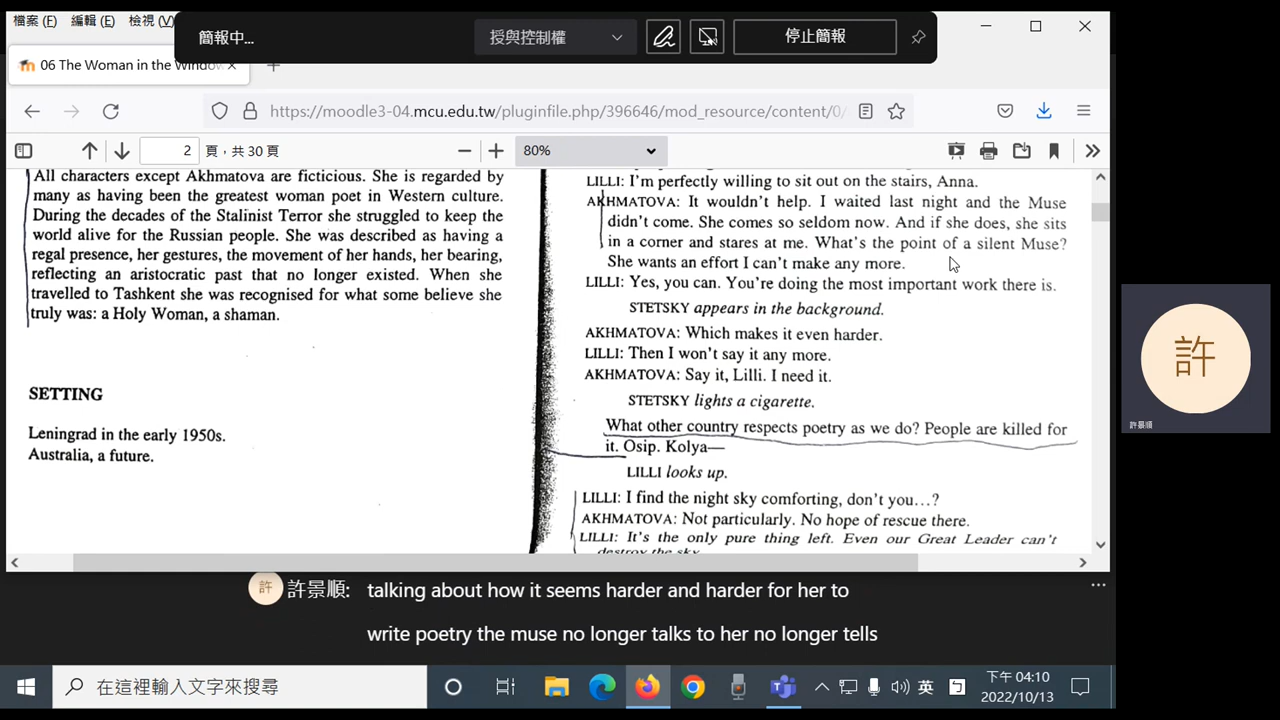 檔案 (F) 編輯 (E) 檢視 (V)
簡報中...
授與控制權
停止簡報
06 The Woman in the Window
https://moodle3-04.mcu.edu.tw/pluginfile.php/396646/mod_resource/content/0/
2 頁，共 30 頁
80%
All characters except Akhmatova are ficticious. She is regarded by
many as having been the greatest woman poet in Western culture.
During the decades of the Stalinist Terror she struggled to keep the
world alive for the Russian people. She was described as having a
regal presence, her gestures, the movement of her hands, her bearing,
reflecting an aristocratic past that no longer existed. When she
travelled to Tashkent she was recognised for what some believe she
truly was: a Holy Woman, a shaman.
SETTING
Leningrad in the early 1950s.
Australia, a future.
LILLI: I'm perfectly willing to sit out on the stairs, Anna.
AKHMATOVA: It wouldn't help. I waited last night and the Muse
didn't come. She comes so seldom now. And if she does, she sits
in a corner and stares at me. What's the point of a silent Muse?
She wants an effort I can't make any more.
LILLI: Yes, you can. You're doing the most important work there is.
STETSKY appears in the background.
AKHMATOVA: Which makes it even harder.
LILLI: Then I won't say it any more.
AKHMATOVA: Say it, Lilli. I need it.
STETSKY lights a cigarette.
What other country respects poetry as we do? People are killed for
it. Osip. Kolya—
LILLI looks up.
LILLI: I find the night sky comforting, don't you...?
AKHMATOVA: Not particularly. No hope of rescue there.
LILLI: It's the only pure thing left. Even our Great Leader can't
destroy the sky
許
許景順
許 許景順: talking about how it seems harder and harder for her to
write poetry the muse no longer talks to her no longer tells
在這裡輸入文字來搜尋
英
下午 04:10
2022/10/13